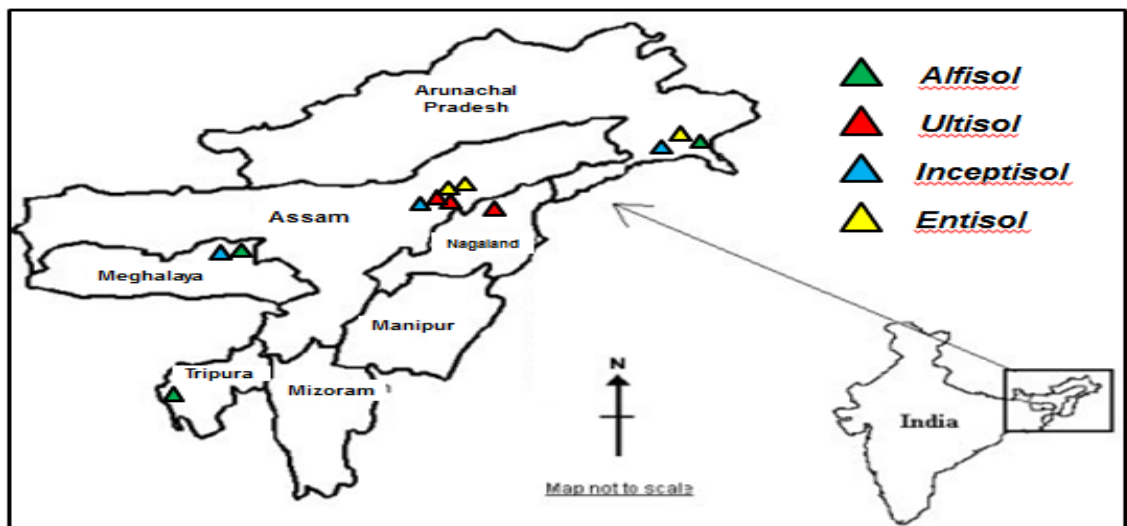 Arunachal
Pradesh
Alfisol
Ultisol
Inceptisol
Entisol
Assam
Nagaland
Meghalaya
Manipur
Tripura
Mizoram
N
India
Map not to scale